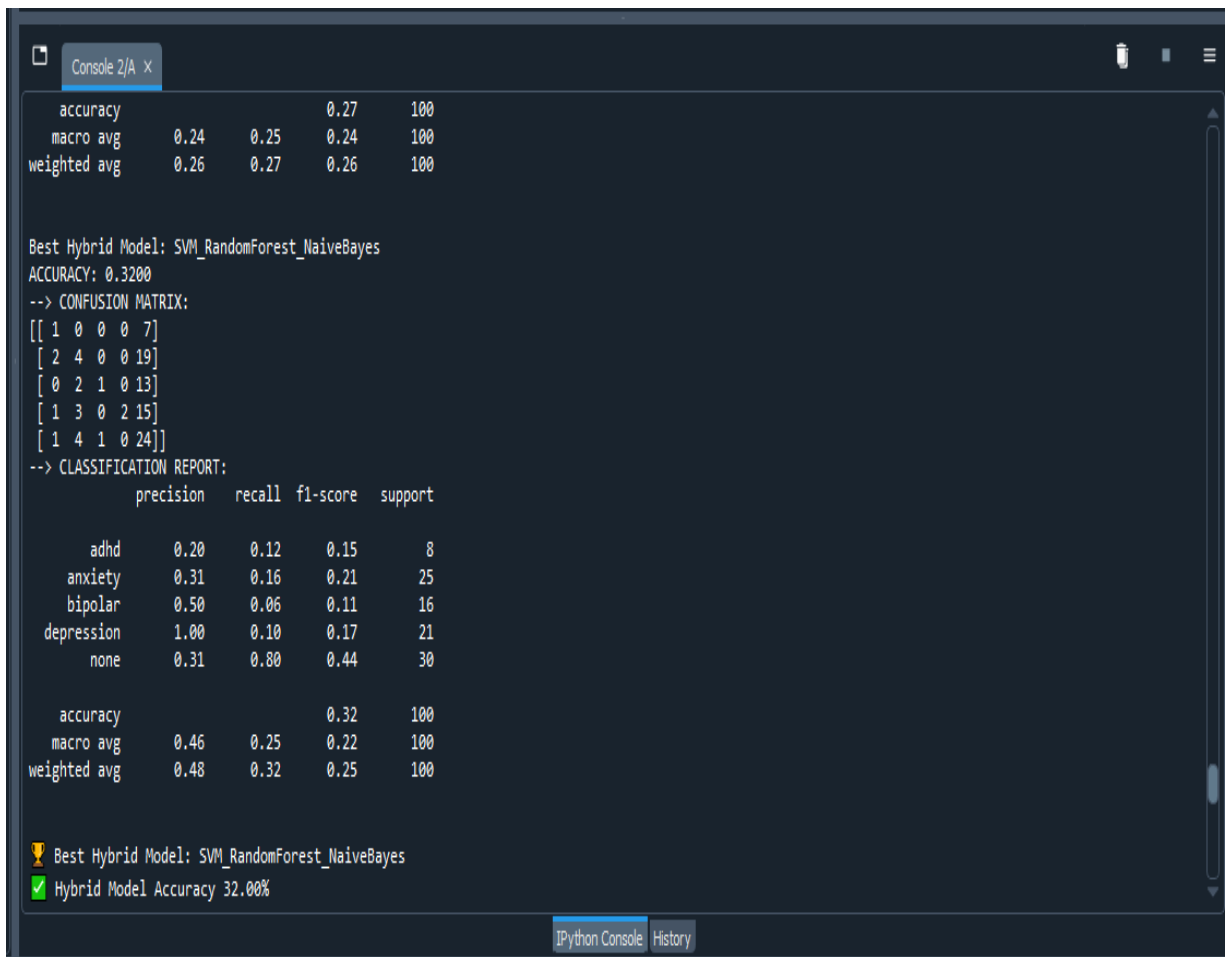 Console 2/A ×
accuracy 0.27 100
macro avg 0.24 0.25 0.24 100
weighted avg 0.26 0.27 0.26 100
Best Hybrid Model: SVM_RandomForest_NaiveBayes
ACCURACY: 0.3200
--> CONFUSION MATRIX:
[[ 1 0 0 0 7]
[ 2 4 0 0 19]
[ 0 2 1 0 13]
[ 1 3 0 2 15]
[ 1 4 1 0 24]]
--> CLASSIFICATION REPORT:
precision recall f1-score support
adhd 0.20 0.12 0.15 8
anxiety 0.31 0.16 0.21 25
bipolar 0.50 0.06 0.11 16
depression 1.00 0.10 0.17 21
none 0.31 0.80 0.44 30
accuracy 0.32 100
macro avg 0.46 0.25 0.22 100
weighted avg 0.48 0.32 0.25 100
🏆 Best Hybrid Model: SVM_RandomForest_NaiveBayes
✅ Hybrid Model Accuracy 32.00%
IPython Console History